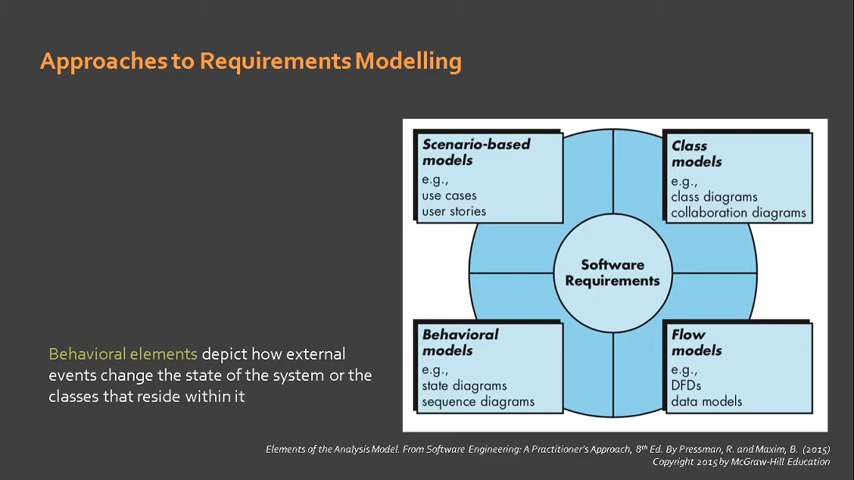 Approaches to Requirements Modelling
Scenario-based
models
e.g.,
use cases
user stories
Class
models
e.g.,
class diagrams
collaboration diagrams
Software
Requirements
Behavioral
models
e.g.,
state diagrams
sequence diagrams
Flow
models
e.g.,
DFDs
data models
Behavioral elements depict how external
events change the state of the system or the
classes that reside within it
Elements of the Analysis Model. From Software Engineering: A Practitioner's Approach, 8th Ed. By Pressman, R. and Maxim, B. (2015)
Copyright 2015 by McGraw-Hill Education